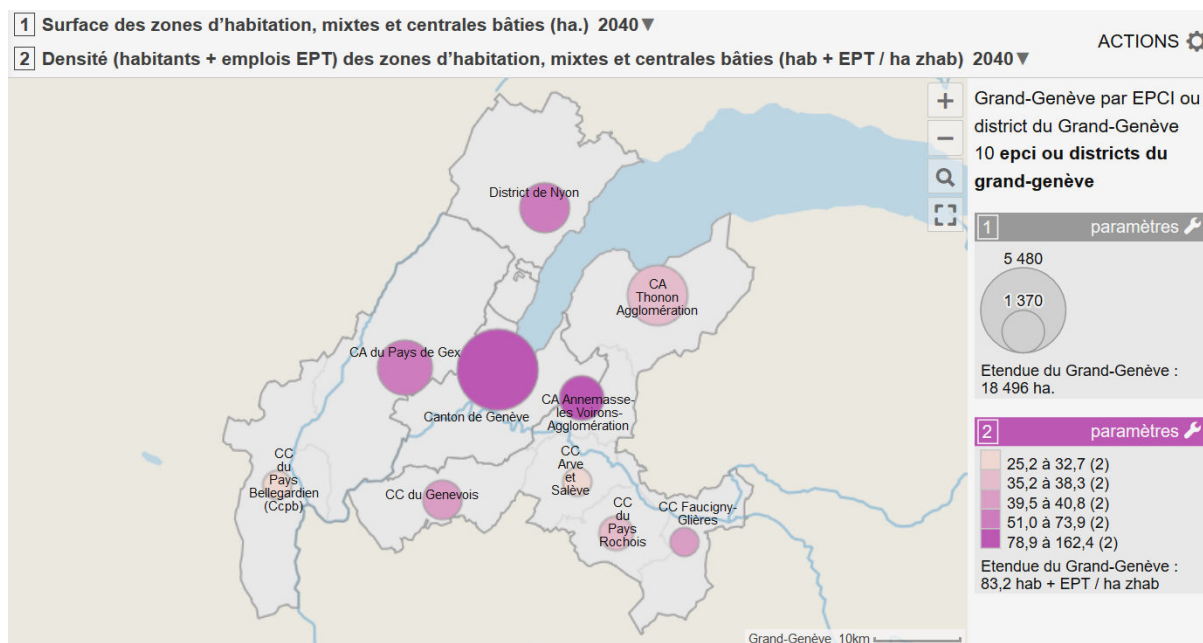 1 Surface des zones d’habitation, mixtes et centrales bâties (ha.) 2040▼
2 Densité (habitants + emplois EPT) des zones d’habitation, mixtes et centrales bâties (hab + EPT / ha zhab) 2040▼
ACTIONS
+
−
Grand-Genève par EPCI ou
district du Grand-Genève
10 epci ou districts du
grand-genève
1 paramètres
5 480
1 370
Etendue du Grand-Genève :
18 496 ha.
2 paramètres
25,2 à 32,7 (2)
35,2 à 38,3 (2)
39,5 à 40,8 (2)
51,0 à 73,9 (2)
78,9 à 162,4 (2)
Etendue du Grand-Genève :
83,2 hab + EPT / ha zhab
District de Nyon
CA
Thonon
Agglomération
CA du Pays de Gex
Canton de Genève
CA Annemasse-
les Voirons-
Agglomération
CC
du
Pays
Bellegardien
(Ccpb)
CC du Genevois
CC
Arve
et
Salève
CC
du
Pays
Rochois
CC Faucigny-
Glières
Grand-Genève 10km